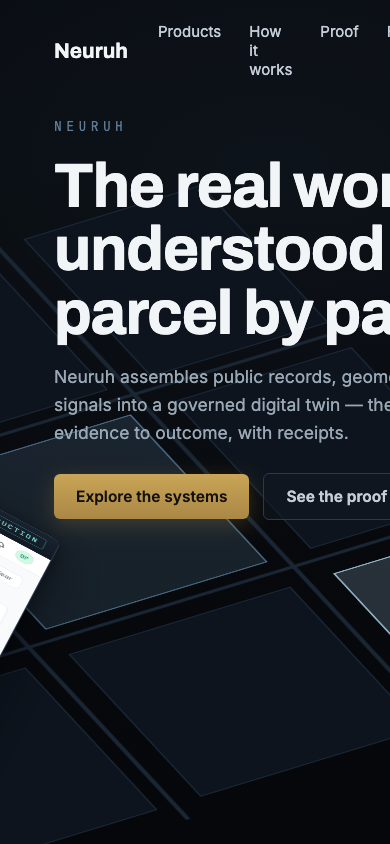 Neuruh
Products
How
it
works
Proof
NEURUH
The real wor
understood
parcel by pa
Neuruh assembles public records, geom
signals into a governed digital twin — the
evidence to outcome, with receipts.
Explore the systems
See the proof
UCTION